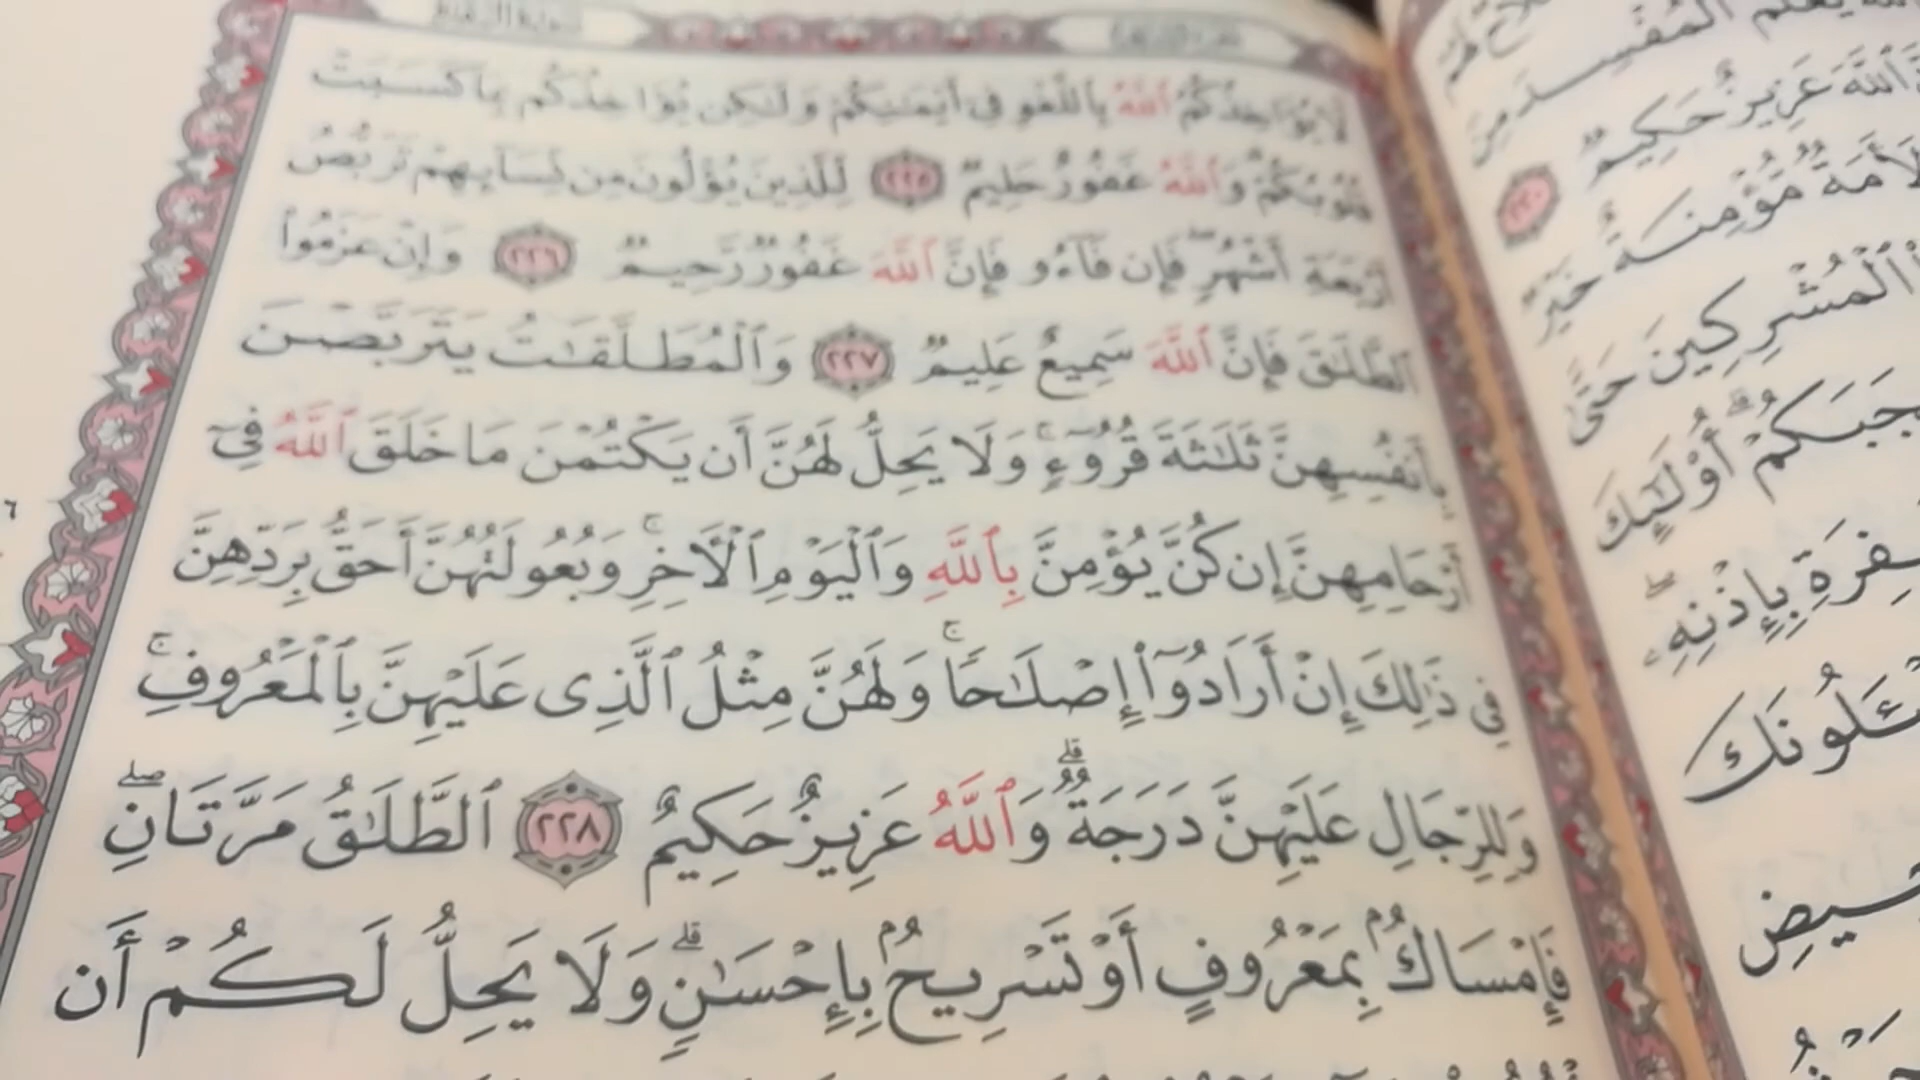 لَّا يُؤَاخِذُكُمُ ٱللَّهُ بِٱللَّغْوِ فِىٓ أَيْمَٰنِكُمْ وَلَٰكِن يُؤَاخِذُكُم بِمَا كَسَبَتْ
قُلُوبُكُمْ وَٱللَّهُ غَفُورٌ حَلِيمٌ ٢٢٥ لِّلَّذِينَ يُؤْلُونَ مِن نِّسَآئِهِمْ تَرَبُّصُ
أَرْبَعَةِ أَشْهُرٍ ۖ فَإِن فَآءُو فَإِنَّ ٱللَّهَ غَفُورٌ رَّحِيمٌ ٢٢٦ وَإِنْ عَزَمُوا۟
ٱلطَّلَٰقَ فَإِنَّ ٱللَّهَ سَمِيعٌ عَلِيمٌ ٢٢٧ وَٱلْمُطَلَّقَٰتُ يَتَرَبَّصْنَ
بِأَنفُسِهِنَّ ثَلَٰثَةَ قُرُوٓءٍ ۚ وَلَا يَحِلُّ لَهُنَّ أَن يَكْتُمْنَ مَا خَلَقَ ٱللَّهُ فِىٓ
أَرْحَامِهِنَّ إِن كُنَّ يُؤْمِنَّ بِٱللَّهِ وَٱلْيَوْمِ ٱلْأَخِرِ ۚ وَبُعُولَتُهُنَّ أَحَقُّ بِرَدِّهِنَّ
فِى ذَٰلِكَ إِنْ أَرَادُوٓا۟ إِصْلَٰحًا ۚ وَلَهُنَّ مِثْلُ ٱلَّذِى عَلَيْهِنَّ بِٱلْمَعْرُوفِ ۚ
وَلِلرِّجَالِ عَلَيْهِنَّ دَرَجَةٌ ۗ وَٱللَّهُ عَزِيزٌ حَكِيمٌ ٢٢٨ ٱلطَّلَٰقُ مَرَّتَانِ ۖ
فَإِمْسَاكٌۢ بِمَعْرُوفٍ أَوْ تَسْرِيحٌۢ بِإِحْسَٰنٍ ۗ وَلَا يَحِلُّ لَكُمْ أَن
ٱلْمُفْسِدَ مِنَ
ٱللَّهَ عَزِيزٌ حَكِيمٌ ٢٢٠
مُّؤْمِنَةٌ خَيْرٌ
ٱلْمُشْرِكِينَ حَتَّىٰ
أُو۟لَٰٓئِكَ
بِإِذْنِهِۦ ۖ